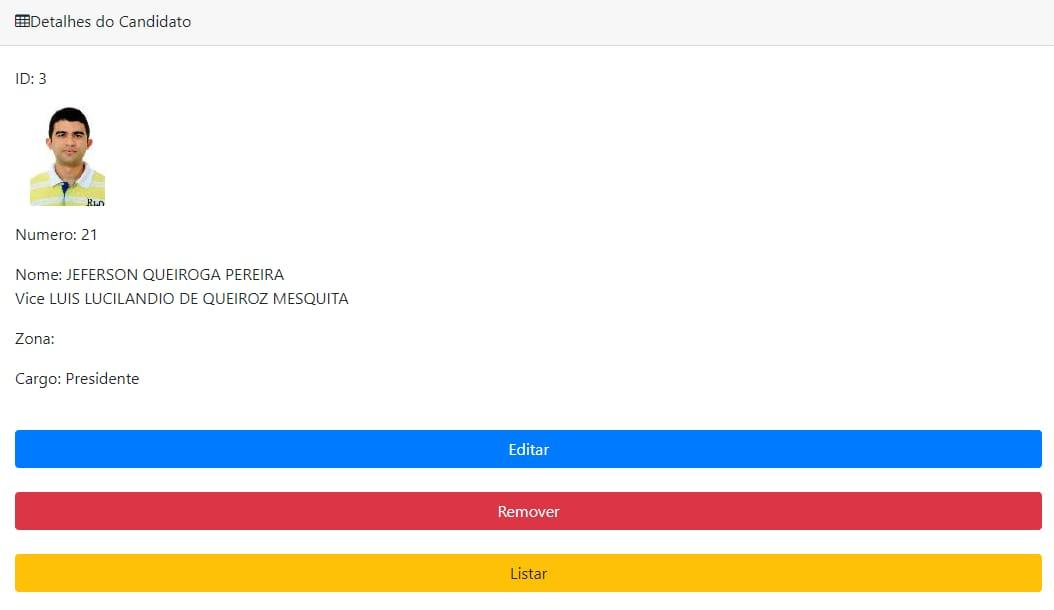 Detalhes do Candidato
ID: 3
Numero: 21
Nome: JEFERSON QUEIROGA PEREIRA
Vice LUIS LUCILANDIO DE QUEIROZ MESQUITA
Zona:
Cargo: Presidente
Editar
Remover
Listar